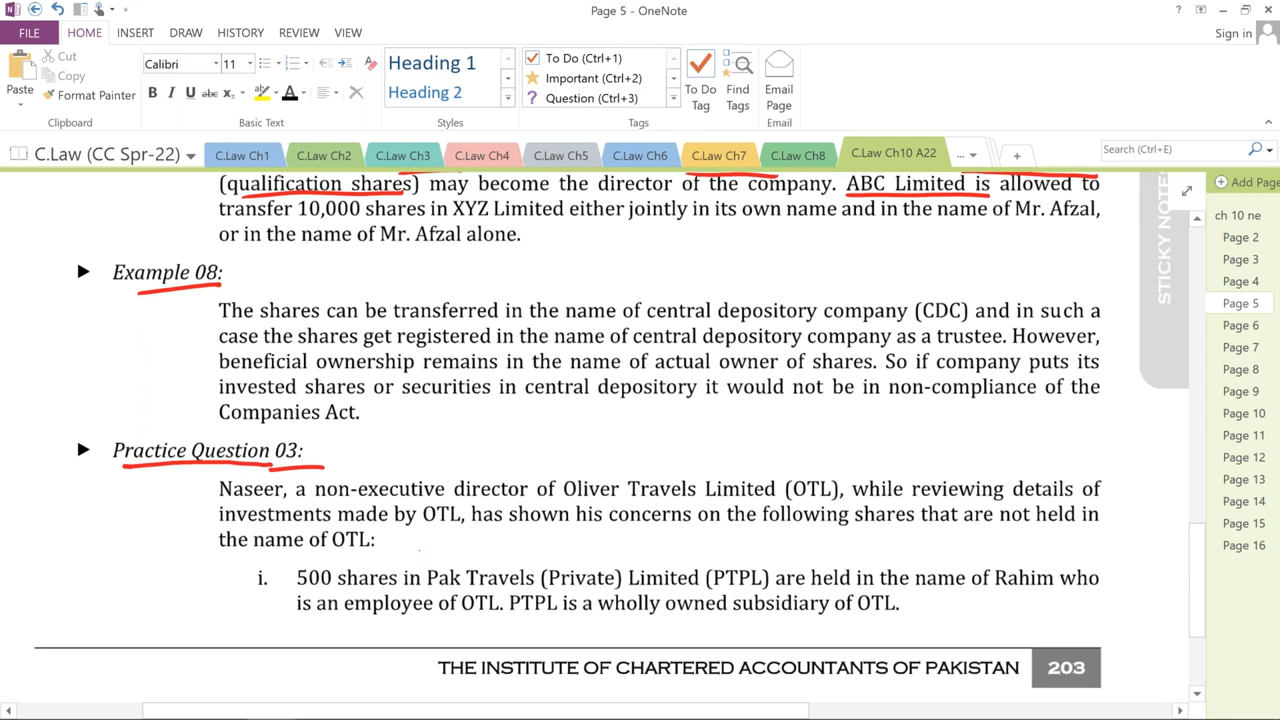 Page 5 - OneNote
FILE HOME INSERT DRAW HISTORY REVIEW VIEW
Sign in
Paste
Cut
Copy
Format Painter
Clipboard
Calibri 11
B I U abc x₂ ab A
Basic Text
Heading 1
Heading 2
Styles
To Do (Ctrl+1)
Important (Ctrl+2)
Question (Ctrl+3)
To Do Tag
Find Tags
Tags
Email Page
Email
C.Law (CC Spr-22) C.Law Ch1 C.Law Ch2 C.Law Ch3 C.Law Ch4 C.Law Ch5 C.Law Ch6 C.Law Ch7 C.Law Ch8 C.Law Ch10 A22 ... +
Search (Ctrl+E)
(qualification shares) may become the director of the company. ABC Limited is allowed to
transfer 10,000 shares in XYZ Limited either jointly in its own name and in the name of Mr. Afzal,
or in the name of Mr. Afzal alone.
Example 08:
The shares can be transferred in the name of central depository company (CDC) and in such a
case the shares get registered in the name of central depository company as a trustee. However,
beneficial ownership remains in the name of actual owner of shares. So if company puts its
invested shares or securities in central depository it would not be in non-compliance of the
Companies Act.
Practice Question 03:
Naseer, a non-executive director of Oliver Travels Limited (OTL), while reviewing details of
investments made by OTL, has shown his concerns on the following shares that are not held in
the name of OTL:
i. 500 shares in Pak Travels (Private) Limited (PTPL) are held in the name of Rahim who
is an employee of OTL. PTPL is a wholly owned subsidiary of OTL.
THE INSTITUTE OF CHARTERED ACCOUNTANTS OF PAKISTAN 203
STICKY NOTES
Add Page
ch 10 ne
Page 2
Page 3
Page 4
Page 5
Page 6
Page 7
Page 8
Page 9
Page 10
Page 11
Page 12
Page 13
Page 14
Page 15
Page 16